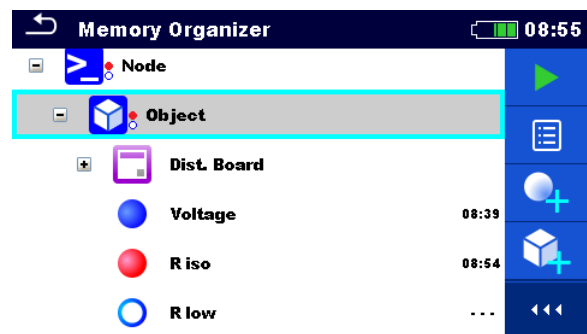 Memory Organizer 08:55
Node
Object
Dist. Board
Voltage 08:39
R iso 08:54
R low ---